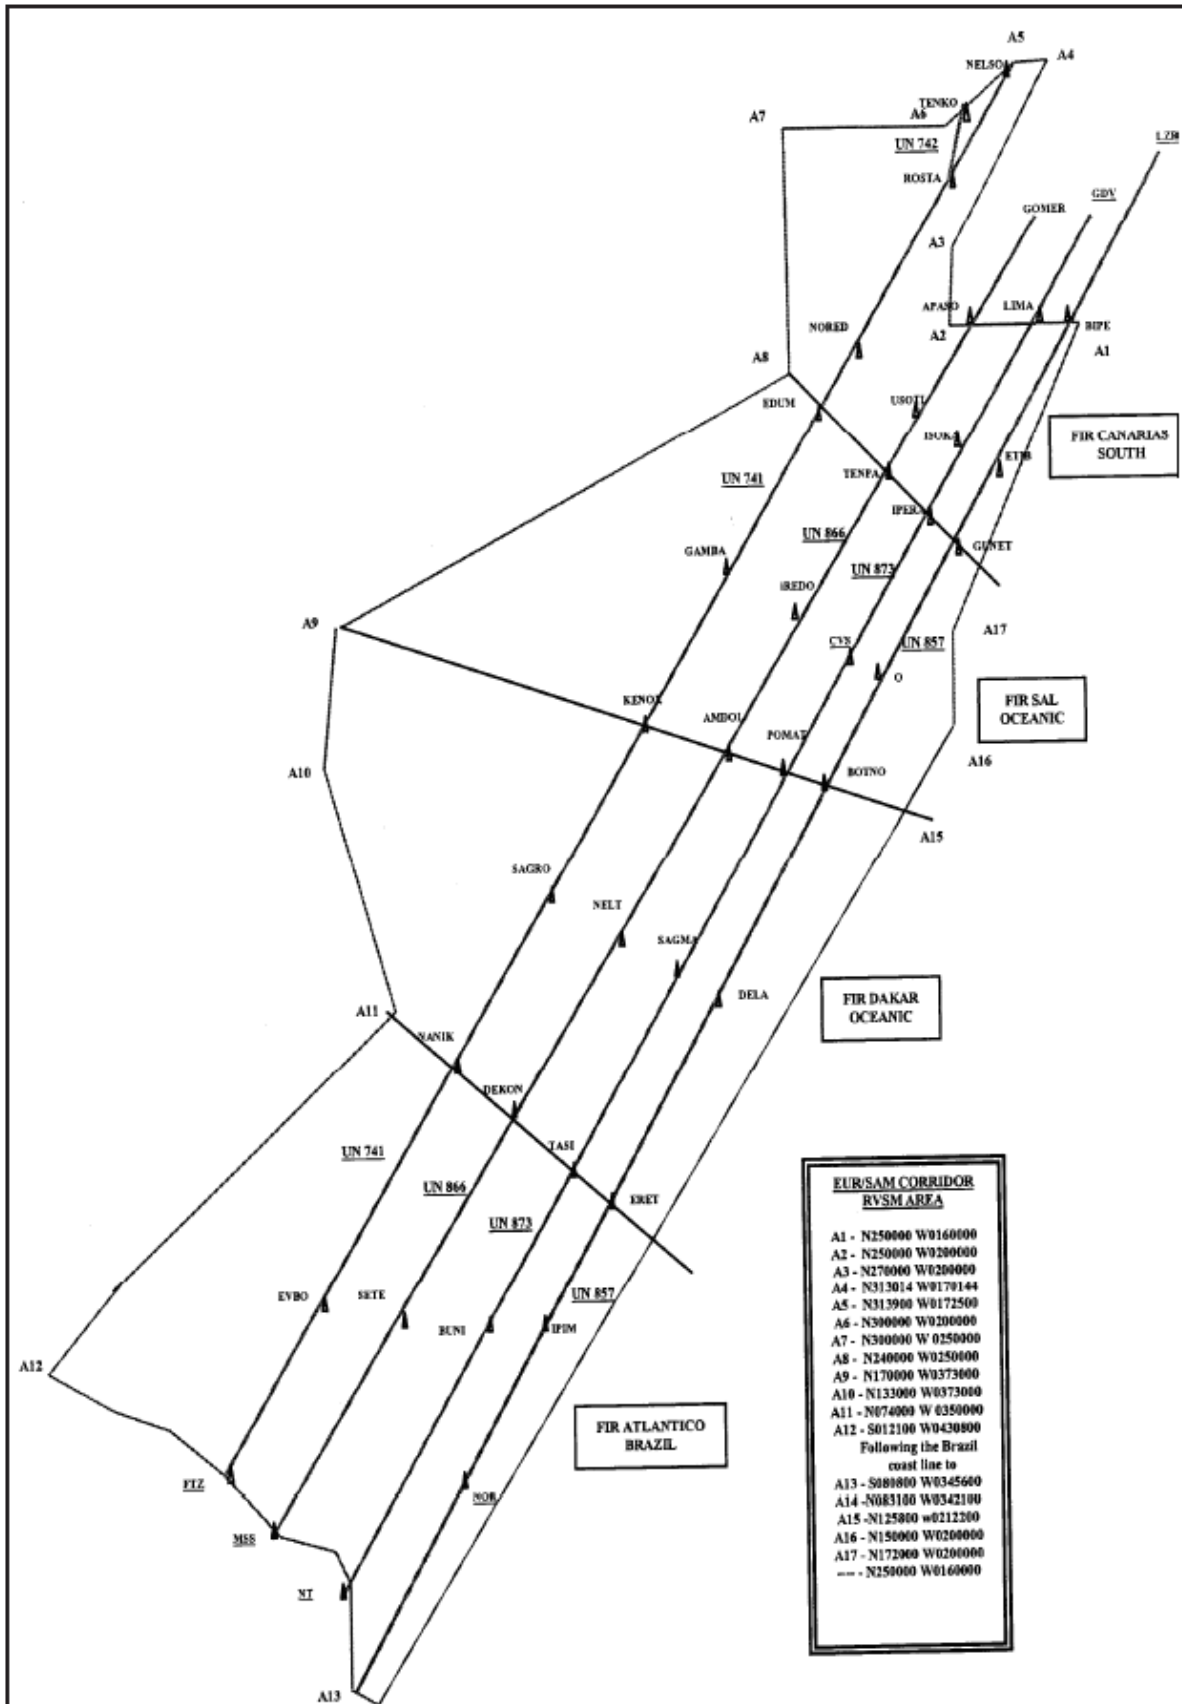 A5
A4
NELSO
TENKO
A6
A7
UN 742
LZR
ROSTA
GDV
GOMER
A3
APASO
LIMA
BIPE
A2
A1
NORED
A8
EDUM
USOTI
ISOKA
ETIB
FIR CANARIAS
SOUTH
TENPA
UN 741
IPERA
UN 866
GUNET
GAMBA
UN 873
IREDO
A9
A17
CVS
UN 857
O
FIR SAL
OCEANIC
KENOX
AMDOL
POMAT
A16
A10
BOTNO
A15
SAGRO
NELT
SAGMA
DELA
FIR DAKAR
OCEANIC
A11
NANIK
DEKON
TASI
UN 741
UN 866
ERET
UN 873
EVBO
SETE
UN 857
BUNI
IPIM
A12
FIR ATLANTICO
BRAZIL
FTZ
NOR
MSS
NT
A13
EUR/SAM CORRIDOR
RVSM AREA
A1 - N250000 W0160000
A2 - N250000 W0200000
A3 - N270000 W0200000
A4 - N313014 W0170144
A5 - N313900 W0172500
A6 - N300000 W0200000
A7 - N300000 W 0250000
A8 - N240000 W0250000
A9 - N170000 W0373000
A10 - N133000 W0373000
A11 - N074000 W 0350000
A12 - S012100 W0430800
Following the Brazil
coast line to
A13 - S080800 W0345600
A14 -N083100 W0342100
A15 -N125800 w0212200
A16 - N150000 W0200000
A17 - N172000 W0200000
---- - N250000 W0160000